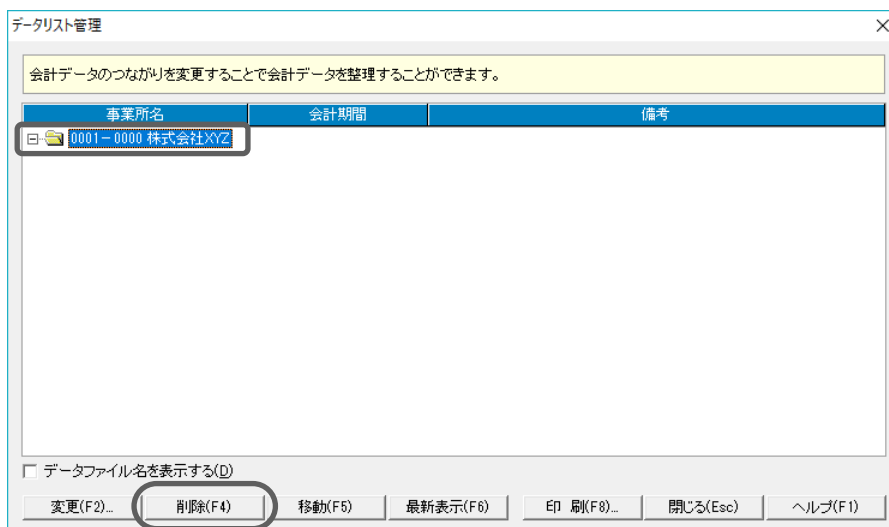 データリスト管理
会計データのつながりを変更することで会計データを整理することができます。
事業所名 会計期間 備考
0001-0000 株式会社XYZ
データファイル名を表示する(D)
変更(F2)... 削除(F4) 移動(F5) 最新表示(F6) 印 刷(F8)... 閉じる(Esc) ヘルプ(F1)